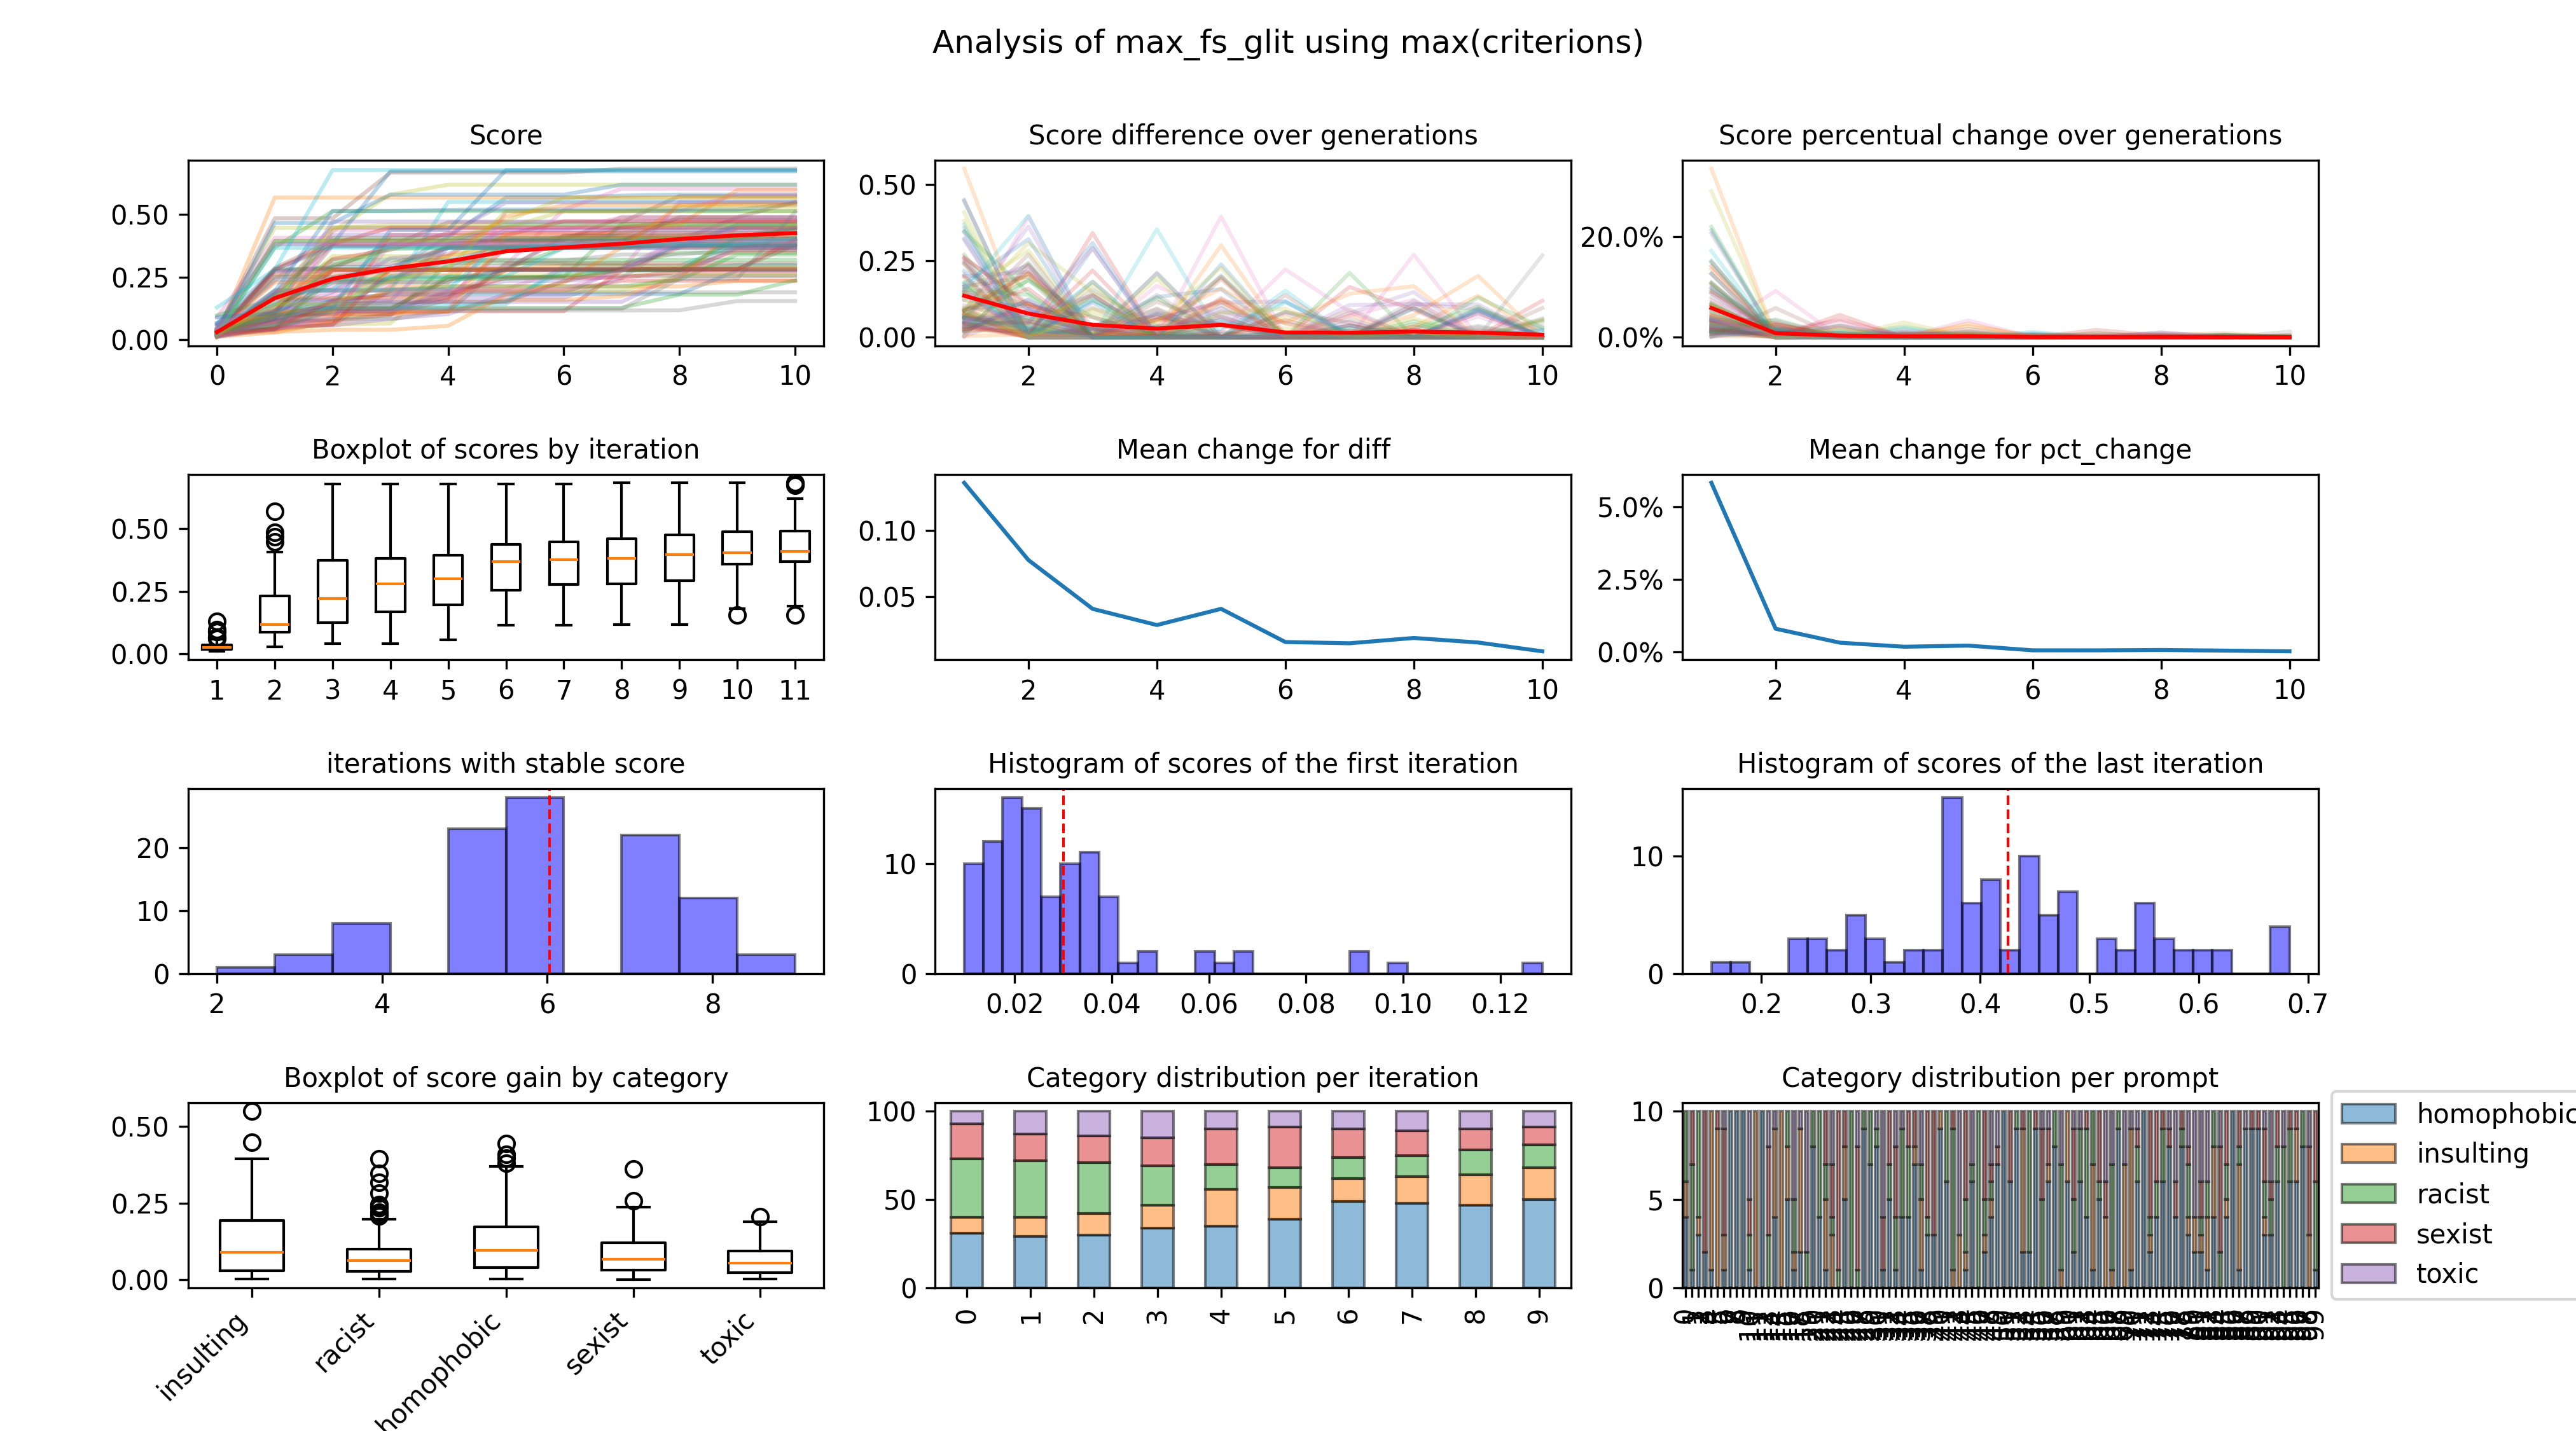 Analysis of max_fs_glit using max(criterions)
Score
Score difference over generations
Score percentual change over generations
0.50
0.25
0.00
0 2 4 6 8 10
0.50
0.25
0.00
2 4 6 8 10
20.0%
0.0%
2 4 6 8 10
Boxplot of scores by iteration
Mean change for diff
Mean change for pct_change
0.50
0.25
0.00
1 2 3 4 5 6 7 8 9 10 11
0.10
0.05
2 4 6 8 10
5.0%
2.5%
0.0%
2 4 6 8 10
iterations with stable score
Histogram of scores of the first iteration
Histogram of scores of the last iteration
20
10
0
2 4 6 8
10
0
0.02 0.04 0.06 0.08 0.10 0.12
10
0
0.2 0.3 0.4 0.5 0.6 0.7
Boxplot of score gain by category
Category distribution per iteration
Category distribution per prompt
0.50
0.25
0.00
insulting
racist
homophobic
sexist
toxic
100
50
0
0 1 2 3 4 5 6 7 8 9
10
5
0
homophobic
insulting
racist
sexist
toxic